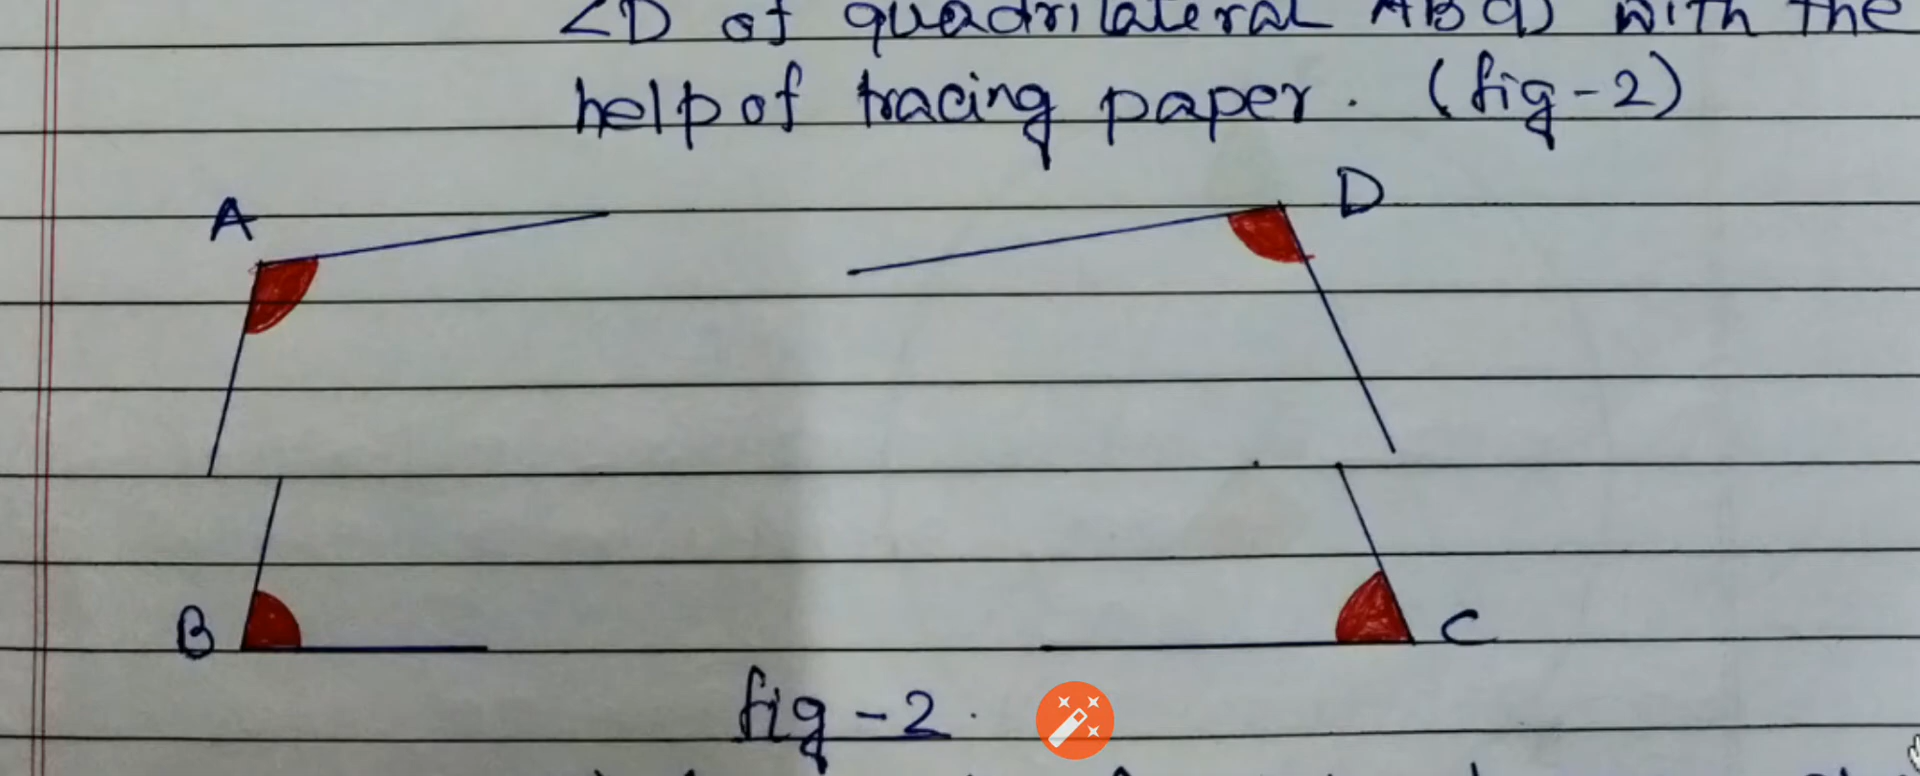 ∠D of quadrilateral ABCD with the
help of tracing paper. (fig-2)
A
D
B
C
fig-2.